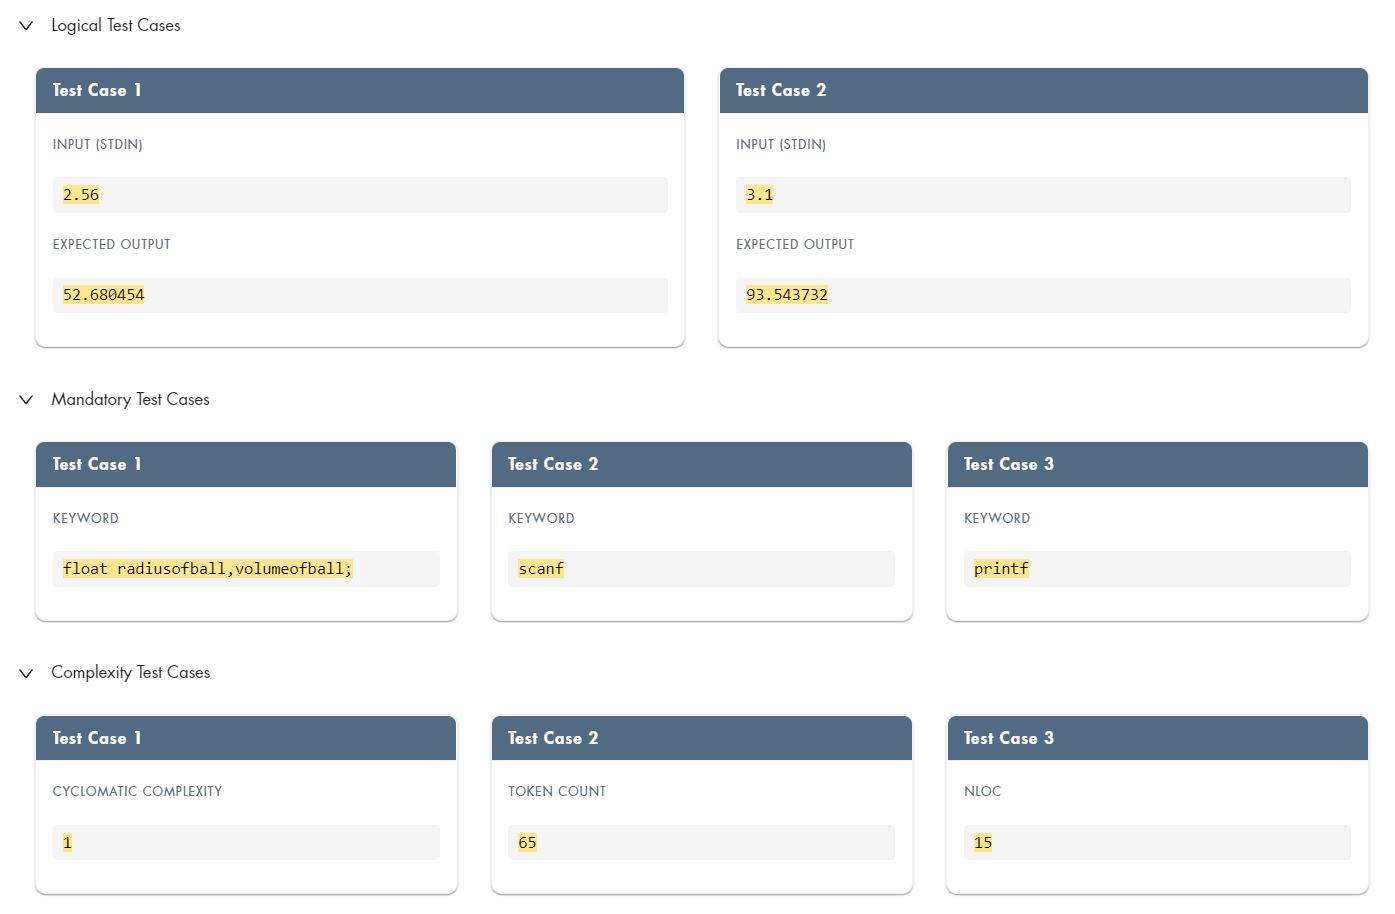 Logical Test Cases
Test Case 1
INPUT (STDIN)
2.56
EXPECTED OUTPUT
52.680454
Test Case 2
INPUT (STDIN)
3.1
EXPECTED OUTPUT
93.543732
Mandatory Test Cases
Test Case 1
KEYWORD
float radiusofball,volumeofball;
Test Case 2
KEYWORD
scanf
Test Case 3
KEYWORD
printf
Complexity Test Cases
Test Case 1
CYCLOMATIC COMPLEXITY
1
Test Case 2
TOKEN COUNT
65
Test Case 3
NLOC
15